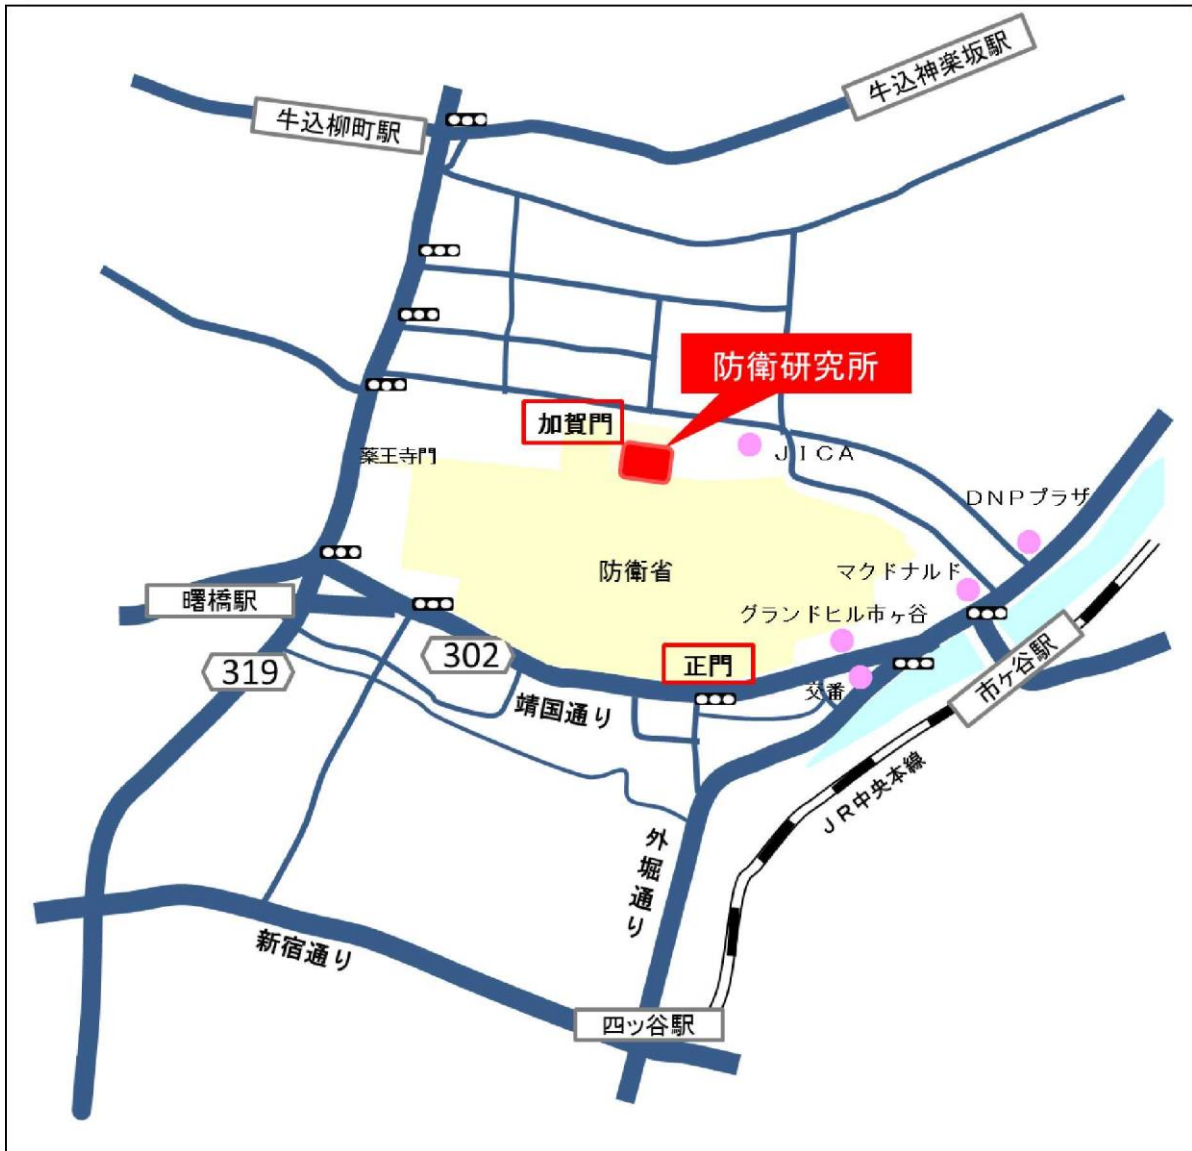 牛込神楽坂駅
牛込柳町駅
防衛研究所
加賀門
薬王寺門
ＪＩＣＡ
ＤＮＰプラザ
防衛省
マクドナルド
曙橋駅
グランドヒル市ヶ谷
302
319
正門
交番
市ヶ谷駅
靖国通り
ＪＲ中央本線
外堀通り
新宿通り
四ッ谷駅